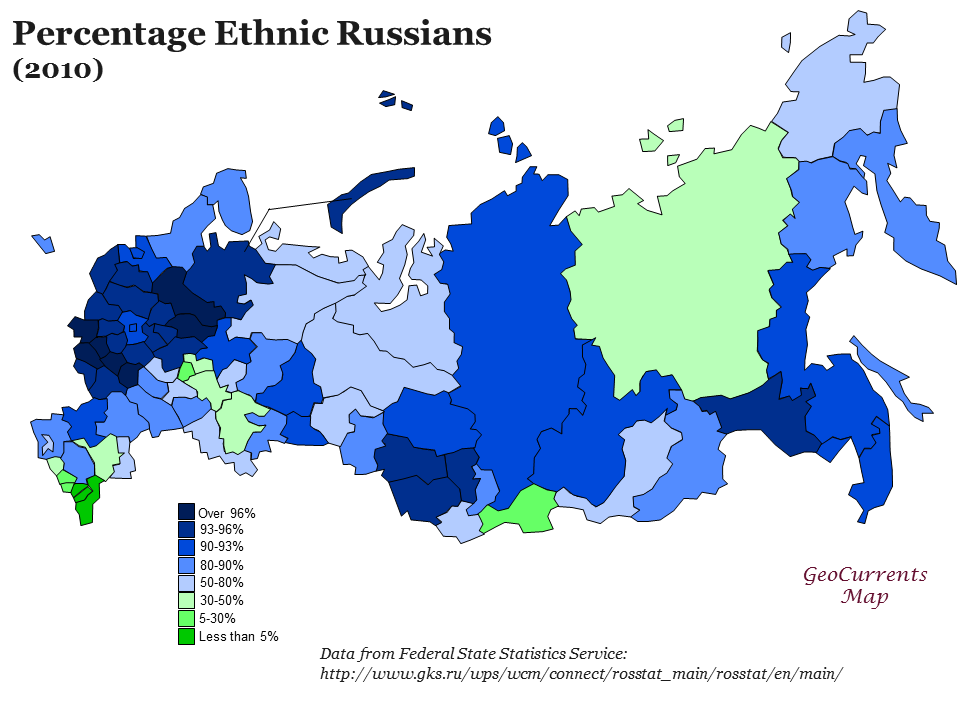 Percentage Ethnic Russians
(2010)
Over 96%
93-96%
90-93%
80-90%
50-80%
30-50%
5-30%
Less than 5%
GeoCurrents
Map
Data from Federal State Statistics Service:
http://www.gks.ru/wps/wcm/connect/rosstat_main/rosstat/en/main/